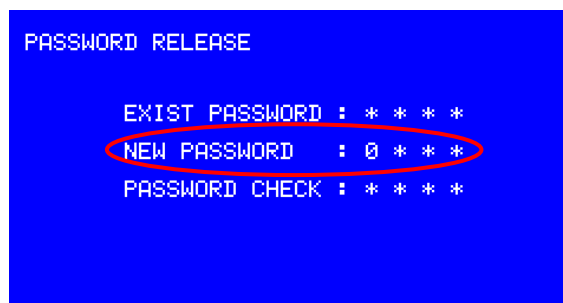 PASSWORD RELEASE
EXIST PASSWORD : * * * *
NEW PASSWORD : 0 * * *
PASSWORD CHECK : * * * *